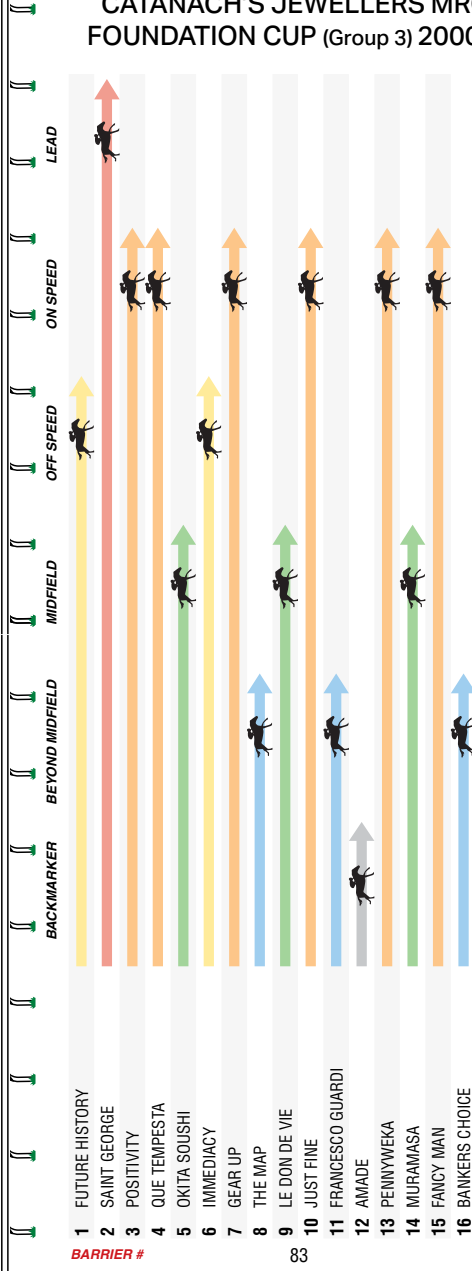 CATANACH'S JEWELLERS MRC
FOUNDATION CUP (Group 3) 2000
LEAD
ON SPEED
OFF SPEED
MIDFIELD
BEYOND MIDFIELD
BACKMARKER
1 FUTURE HISTORY
2 SAINT GEORGE
3 POSITIVITY
4 QUE TEMPESTA
5 OKITA SOUSHI
6 IMMEDIACY
7 GEAR UP
8 THE MAP
9 LE DON DE VIE
10 JUST FINE
11 FRANCESCO GUARDI
12 AMADE
13 PENNYWEKA
14 MURAMASA
15 FANCY MAN
16 BANKERS CHOICE
BARRIER #
83